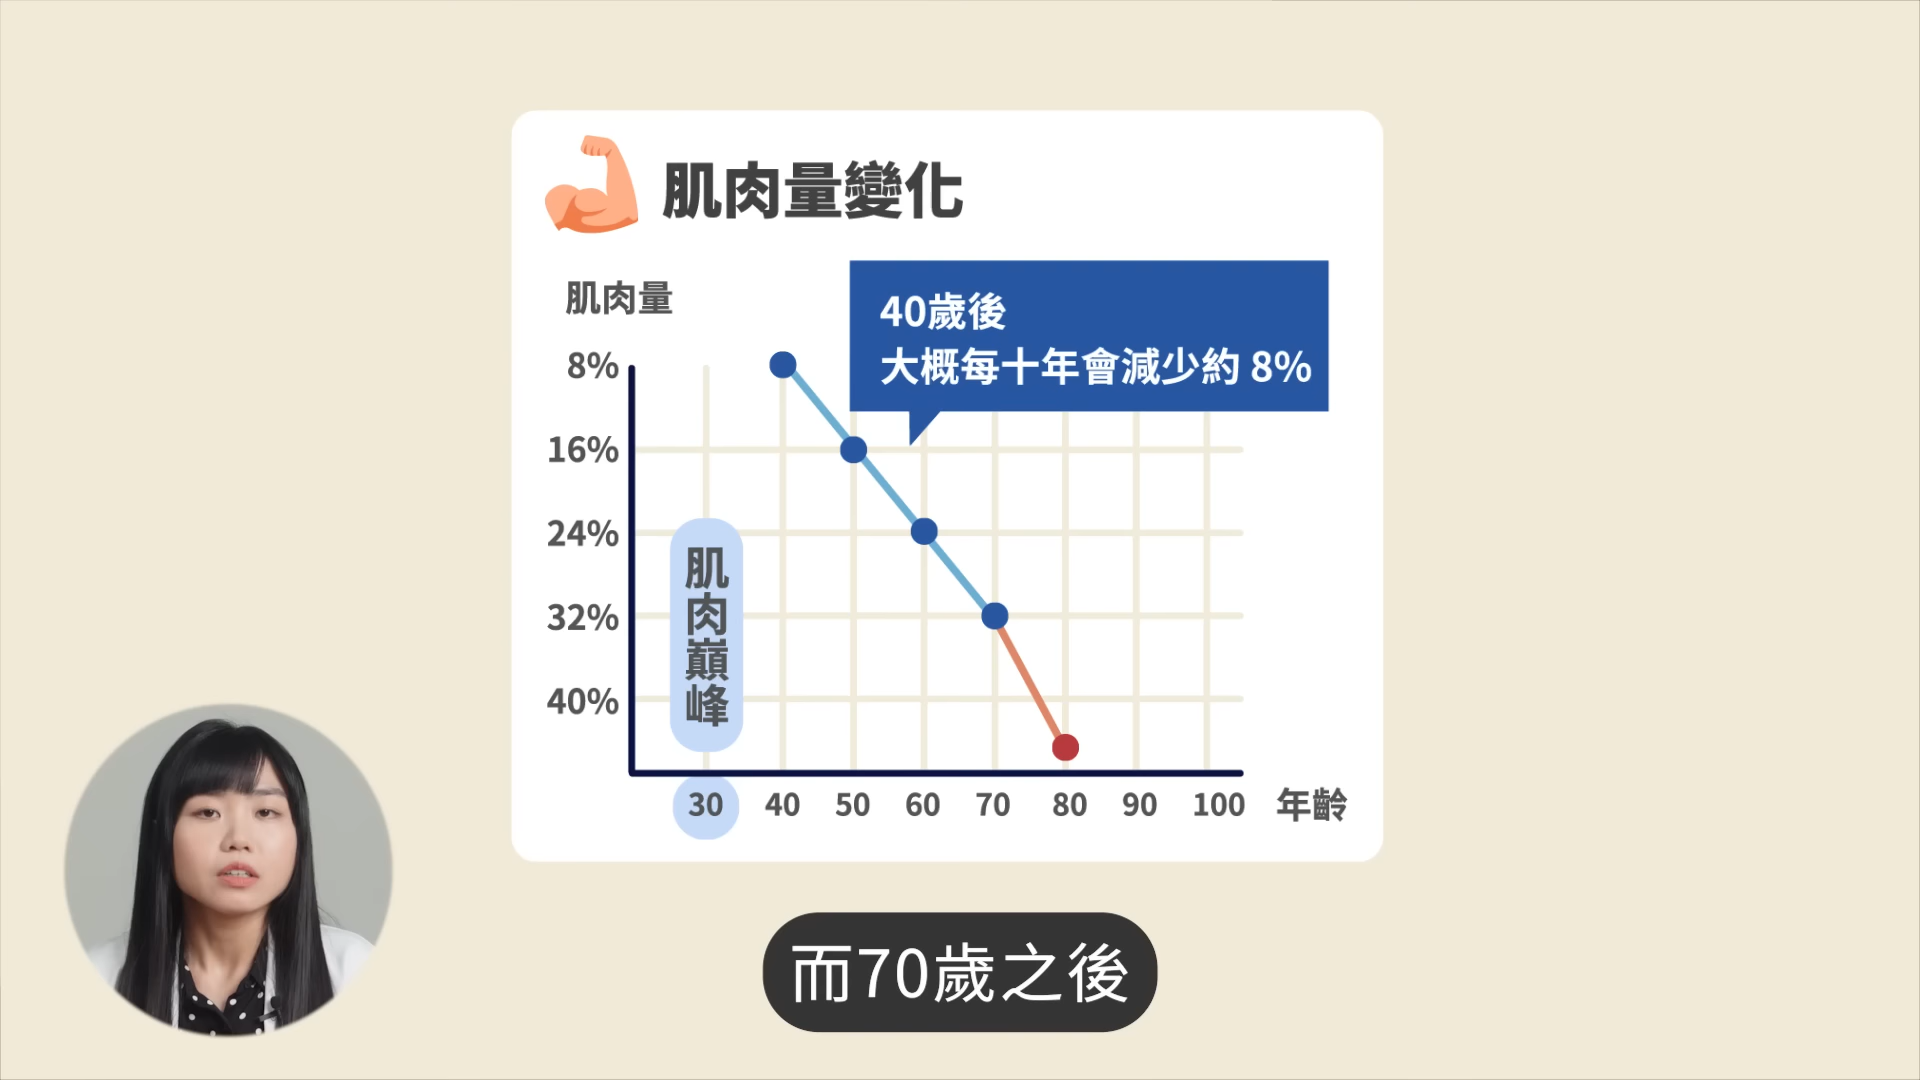 肌肉量變化
肌肉量
40歲後
大概每十年會減少約 8%
8%
16%
24%
32%
40%
肌肉巔峰
30 40 50 60 70 80 90 100 年齡
而70歲之後